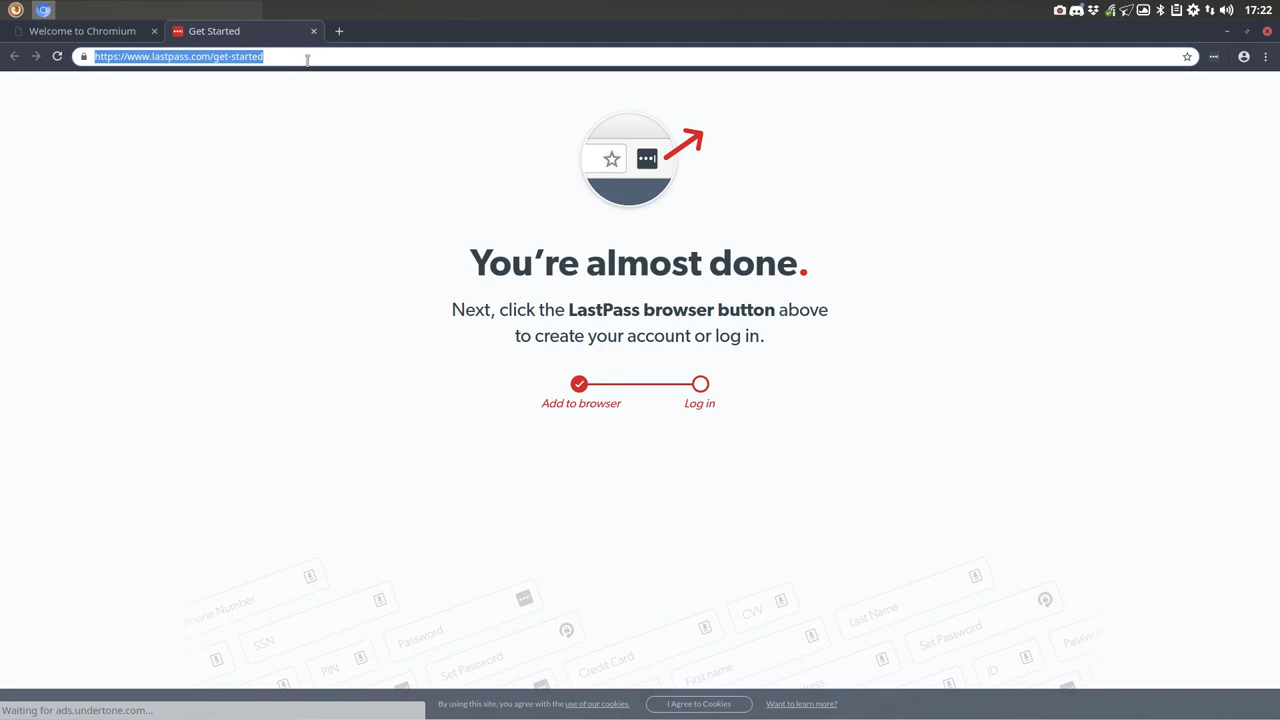 17:22
Welcome to Chromium
Get Started
https://www.lastpass.com/get-started
You're almost done.
Next, click the LastPass browser button above
to create your account or log in.
Add to browser
Log in
Phone Number
SSN
Password
CVV
Last Name
Set Password
PIN
Set Password
Credit Card
First name
ID
By using this site, you agree with the use of our cookies.
I Agree to Cookies
Want to learn more?
Waiting for ads.undertone.com...